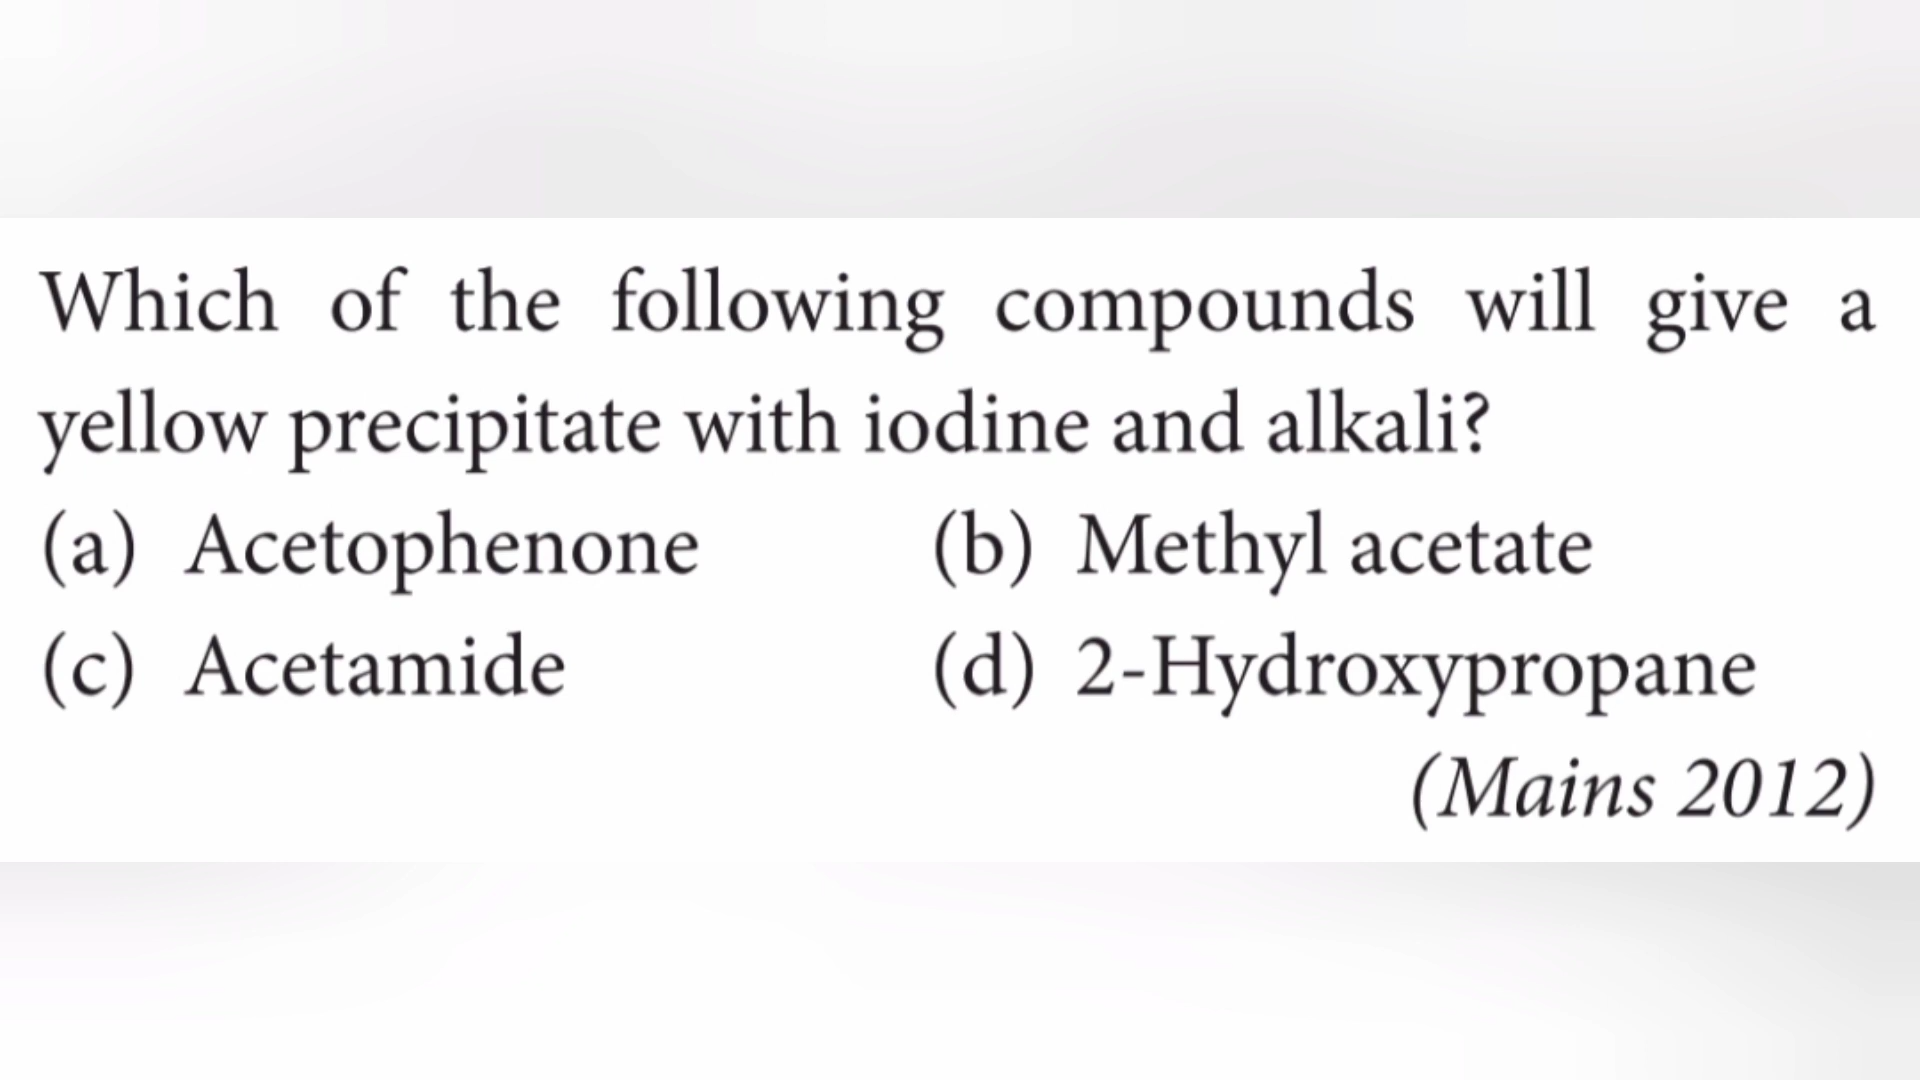 Which of the following compounds will give a
yellow precipitate with iodine and alkali?
(a) Acetophenone (b) Methyl acetate
(c) Acetamide (d) 2-Hydroxypropane
(Mains 2012)